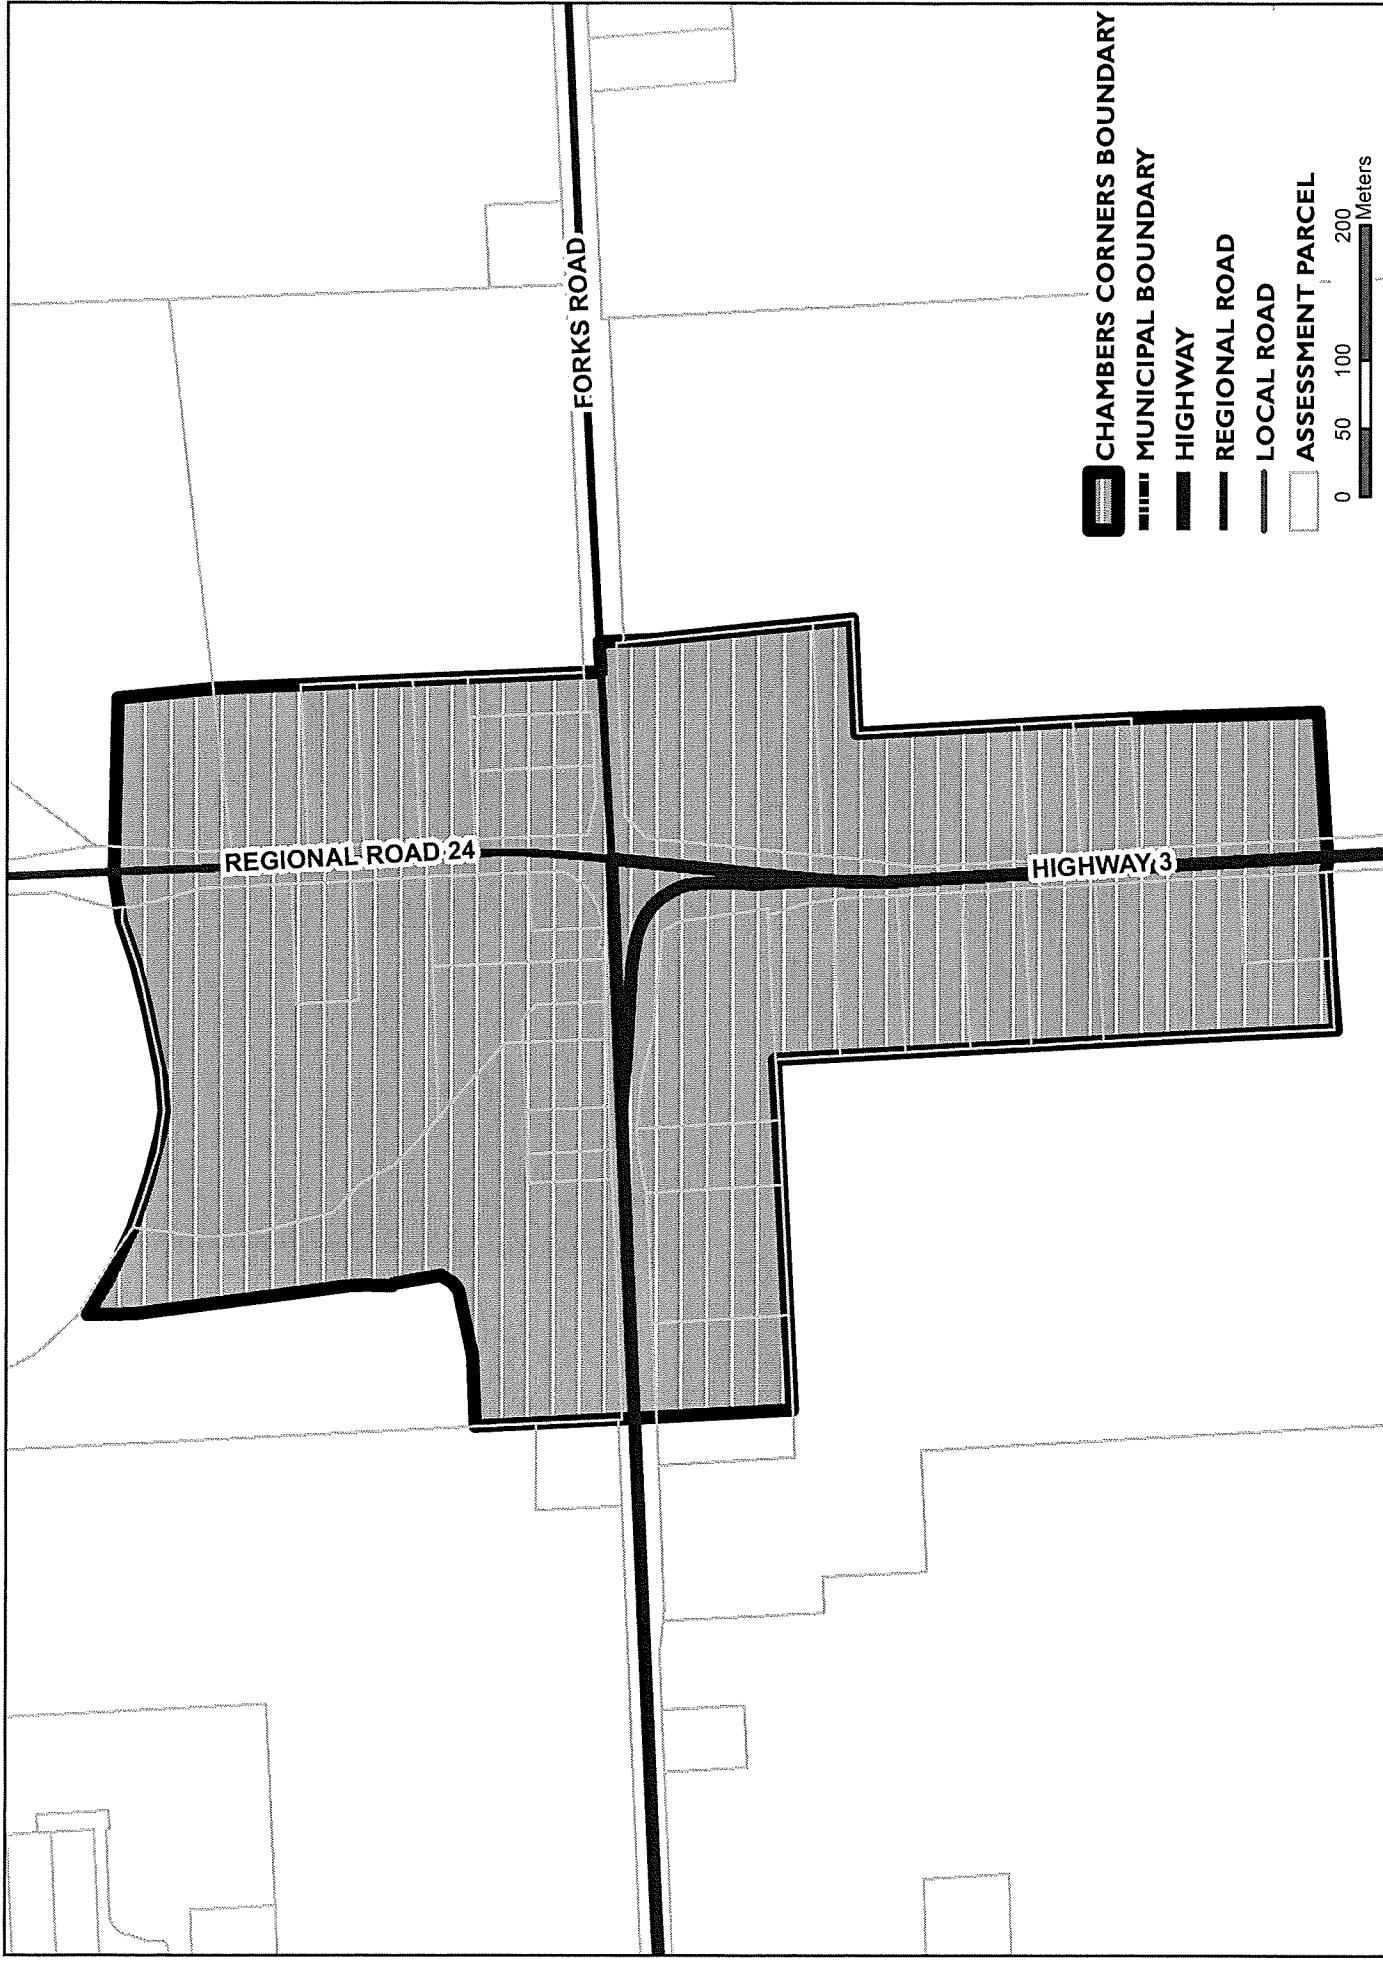 FORKS ROAD
REGIONAL ROAD 24
HIGHWAY 3
CHAMBERS CORNERS BOUNDARY
MUNICIPAL BOUNDARY
HIGHWAY
REGIONAL ROAD
LOCAL ROAD
ASSESSMENT PARCEL
0 50 100 200
Meters